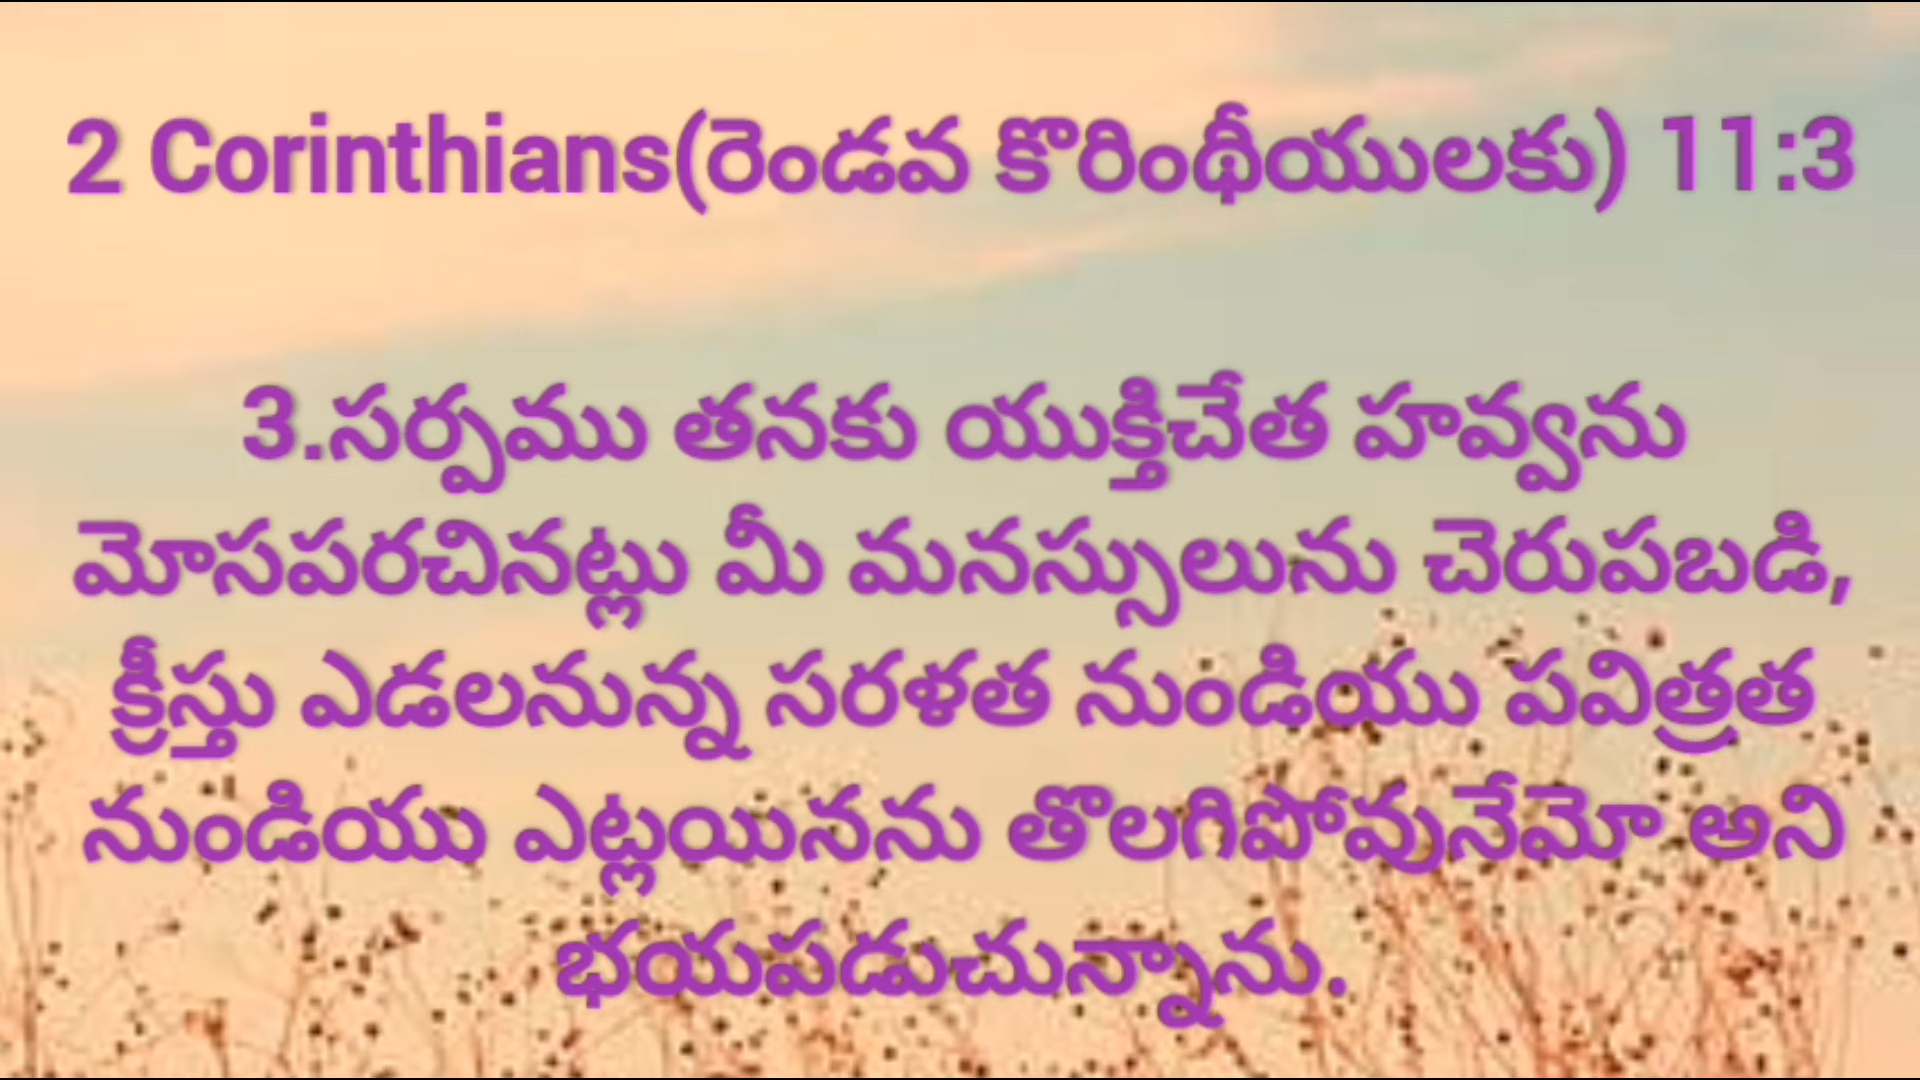 2 Corinthians(రెండవ కొరింథీయులకు) 11:3
3.సర్పము తనకు యుక్తిచేత హవ్వను
మోసపరచినట్లు మీ మనస్సులును చెరుపబడి,
క్రీస్తు ఎడలనున్న సరళత నుండియు పవిత్రత
నుండియు ఎట్లయినను తొలగిపోవునేమో అని
భయపడుచున్నాను.